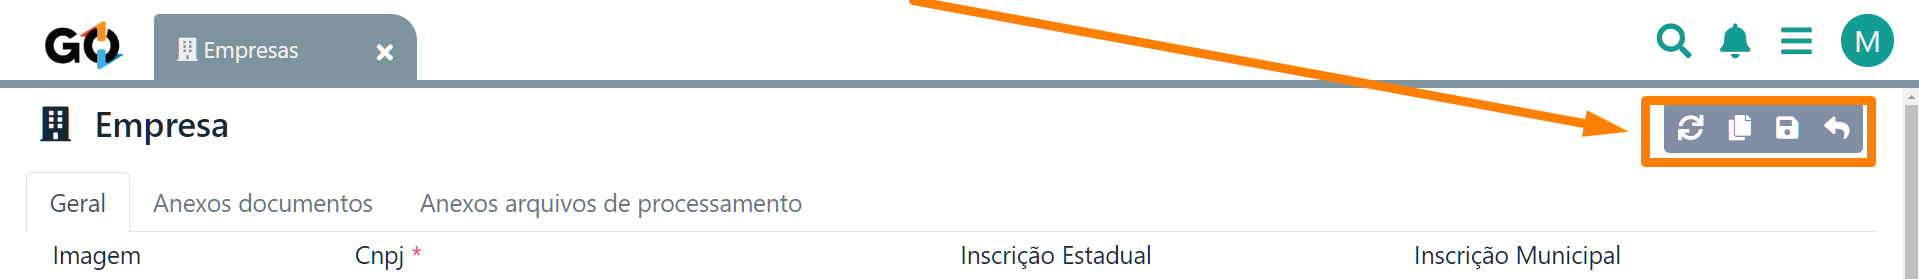 GO
Empresas
M
Empresa
Geral
Anexos documentos
Anexos arquivos de processamento
Imagem
Cnpj *
Inscrição Estadual
Inscrição Municipal